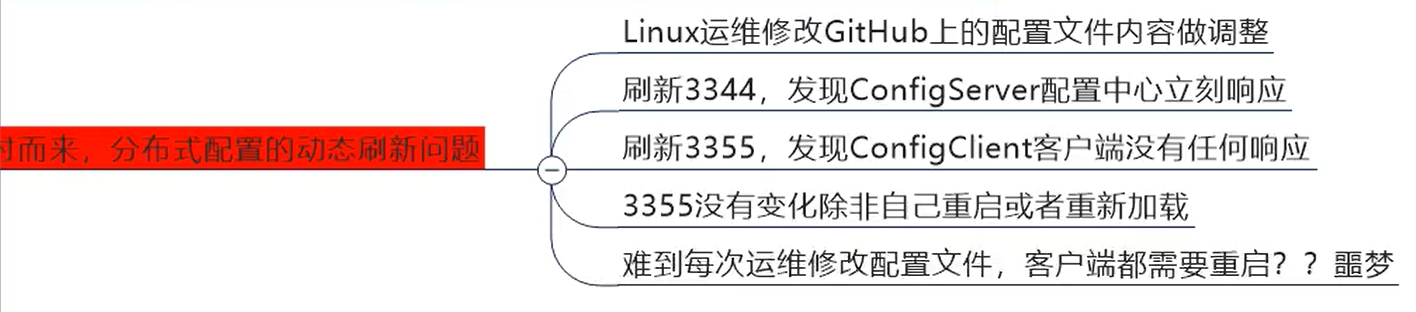 Linux运维修改GitHub上的配置文件内容做调整
刷新3344，发现ConfigServer配置中心立刻响应
时而来，分布式配置的动态刷新问题
刷新3355，发现ConfigClient客户端没有任何响应
3355没有变化除非自己重启或者重新加载
难到每次运维修改配置文件，客户端都需要重启？？噩梦